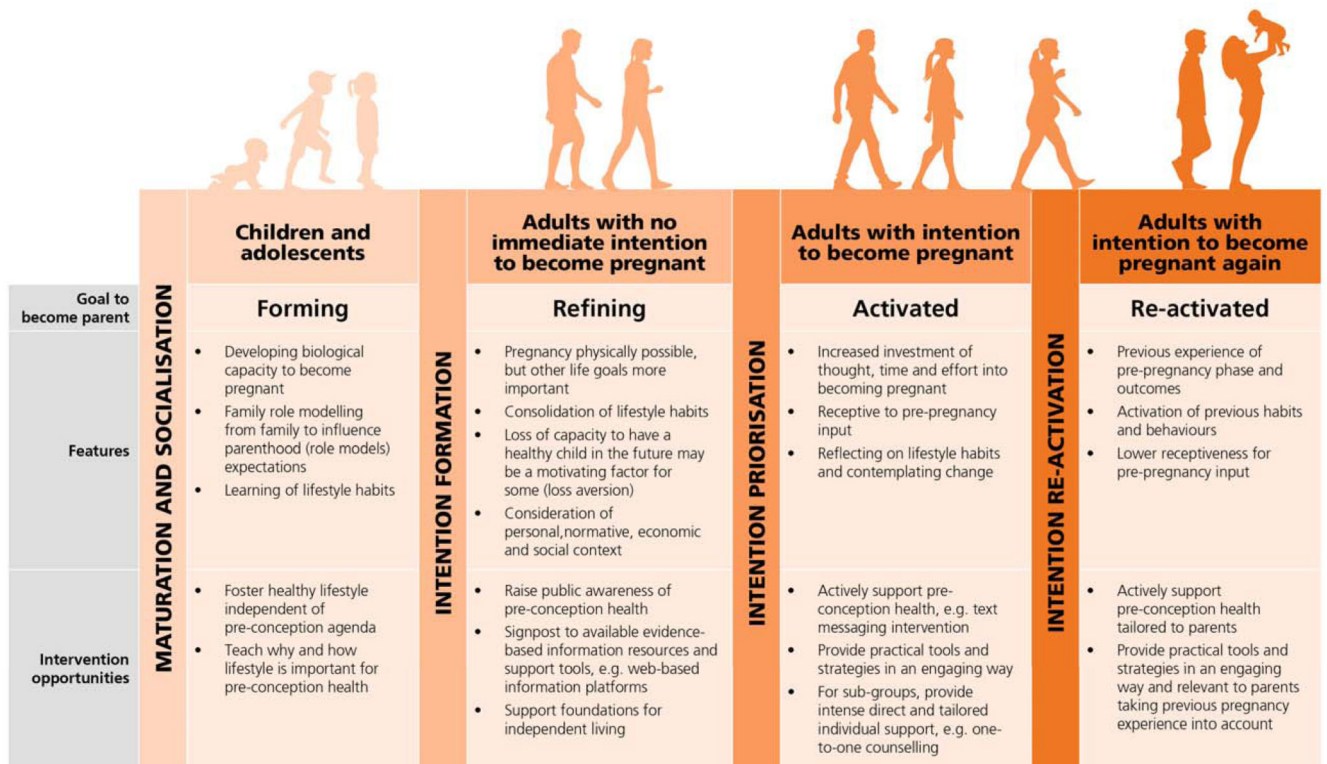 Children and
adolescents
Adults with no
immediate intention
to become pregnant
Adults with intention
to become pregnant
Adults with
intention to become
pregnant again
Goal to
become parent
Forming
Refining
Activated
Re-activated
MATURATION AND SOCIALISATION
INTENTION FORMATION
INTENTION PRIORISATION
INTENTION RE-ACTIVATION
Features
• Developing biological
capacity to become
pregnant
• Family role modelling
from family to influence
parenthood (role models)
expectations
• Learning of lifestyle habits
• Pregnancy physically possible,
but other life goals more
important
• Consolidation of lifestyle habits
• Loss of capacity to have a
healthy child in the future may
be a motivating factor for
some (loss aversion)
• Consideration of
personal,normative, economic
and social context
• Increased investment of
thought, time and effort into
becoming pregnant
• Receptive to pre-pregnancy
input
• Reflecting on lifestyle habits
and contemplating change
• Previous experience of
pre-pregnancy phase and
outcomes
• Activation of previous habits
and behaviours
• Lower receptiveness for
pre-pregnancy input
Intervention
opportunities
• Foster healthy lifestyle
independent of
pre-conception agenda
• Teach why and how
lifestyle is important for
pre-conception health
• Raise public awareness of
pre-conception health
• Signpost to available evidence-
based information resources and
support tools, e.g. web-based
information platforms
• Support foundations for
independent living
• Actively support pre-
conception health, e.g. text
messaging intervention
• Provide practical tools and
strategies in an engaging way
• For sub-groups, provide
intense direct and tailored
individual support, e.g. one-
to-one counselling
• Actively support
pre-conception health
tailored to parents
• Provide practical tools and
strategies in an engaging
way and relevant to parents
taking previous pregnancy
experience into account